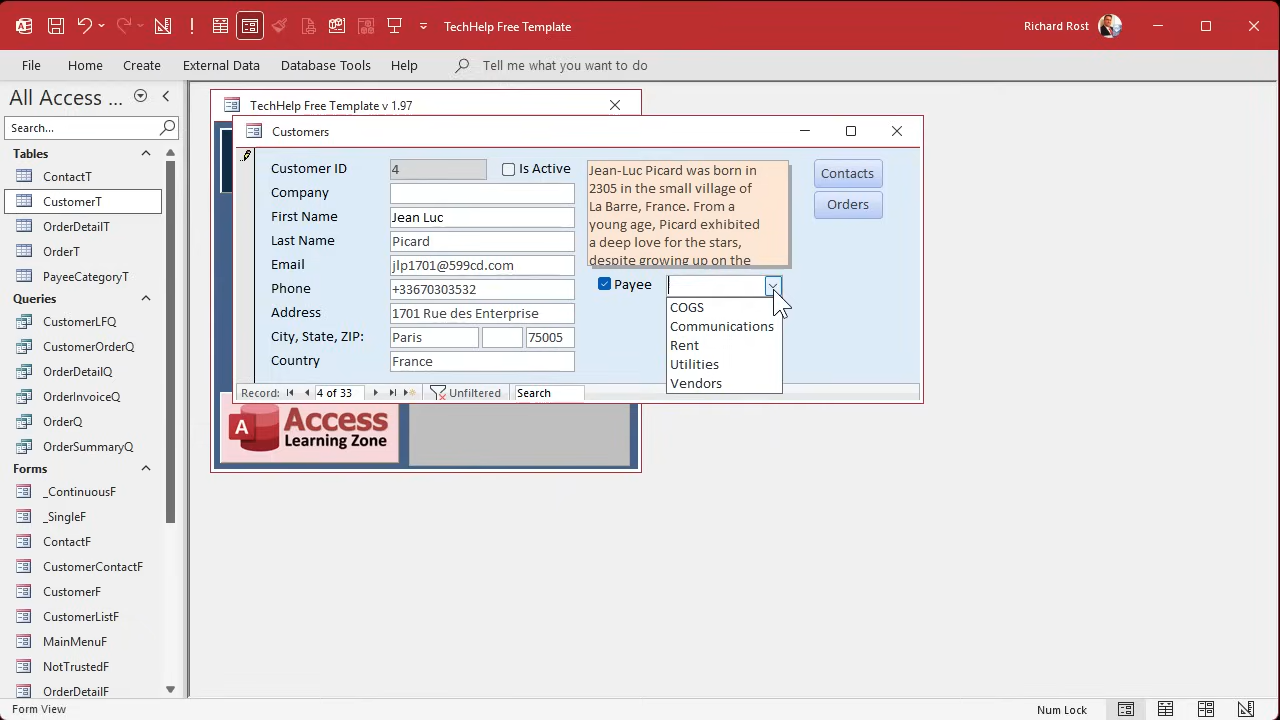 TechHelp Free Template
Richard Rost
File Home Create External Data Database Tools Help Tell me what you want to do
All Access ...
Search...
Tables
ContactT
CustomerT
OrderDetailT
OrderT
PayeeCategoryT
Queries
CustomerLFQ
CustomerOrderQ
OrderDetailQ
OrderInvoiceQ
OrderQ
OrderSummaryQ
Forms
_ContinuousF
_SingleF
ContactF
CustomerContactF
CustomerF
CustomerListF
MainMenuF
NotTrustedF
OrderDetailF
TechHelp Free Template v 1.97
Customers
Customer ID 4 Is Active
Company
First Name Jean Luc
Last Name Picard
Email jlp1701@599cd.com
Phone +33670303532
Address 1701 Rue des Enterprise
City, State, ZIP: Paris 75005
Country France
Jean-Luc Picard was born in
2305 in the small village of
La Barre, France. From a
young age, Picard exhibited
a deep love for the stars,
despite growing up on the
Contacts
Orders
Payee
COGS
Communications
Rent
Utilities
Vendors
Record: 4 of 33 Unfiltered Search
A Access
Learning Zone
Form View
Num Lock